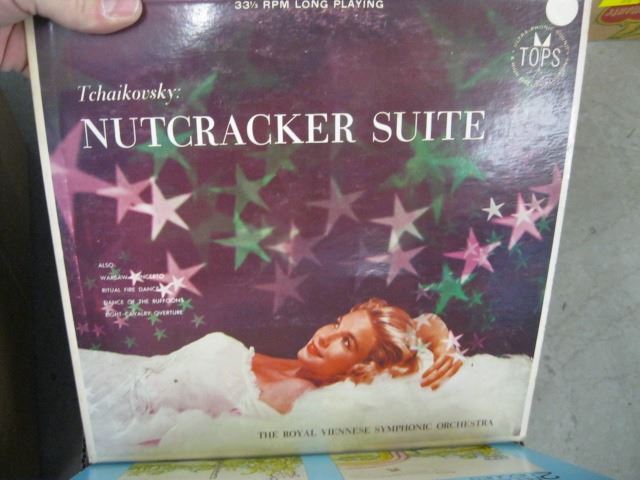 33⅓ RPM LONG PLAYING
TOPS
Tchaikovsky:
NUTCRACKER SUITE
ALSO:
WARSAW CONCERTO
RITUAL FIRE DANCE
DANCE OF THE BUFFOONS
LIGHT CAVALRY OVERTURE
THE ROYAL VIENNESE SYMPHONIC ORCHESTRA